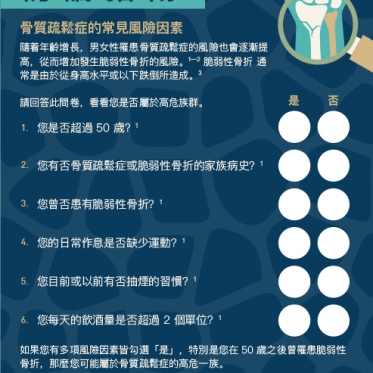 骨質疏鬆症的常見風險因素
隨着年齡增長，男女性罹患骨質疏鬆症的風險也會逐漸提
高，從而增加發生脆弱性骨折的風險。1–2 脆弱性骨折 通
常是由於從身高水平或以下跌倒所造成。3
請回答此問卷，看看您是否屬於高危族群。
是 否
1. 您是否超過 50 歲? 1
2. 您有否骨質疏鬆症或脆弱性骨折的家族病史? 1
3. 您曾否患有脆弱性骨折? 1
4. 您的日常作息是否缺少運動? 1
5. 您目前或以前有否抽煙的習慣? 1
6. 您每天的飲酒量是否超過 2 個單位? 1
如果您有多項風險因素皆勾選「是」，特別是您在 50 歲之後曾罹患脆弱性
骨折，那麼您可能屬於骨質疏鬆症的高危一族。